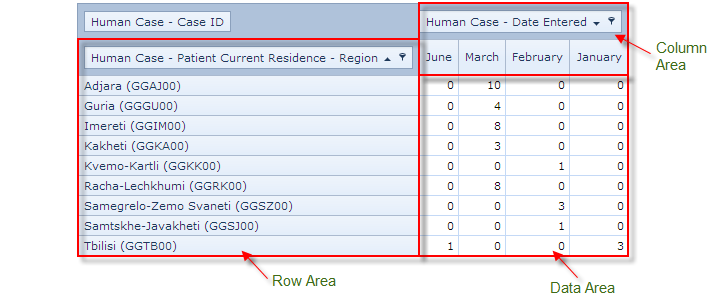 Human Case - Case ID
Human Case - Date Entered
Column
Area
Human Case - Patient Current Residence - Region
June March February January
Adjara (GGAJ00) 0 10 0 0
Guria (GGGU00) 0 4 0 0
Imereti (GGIM00) 0 8 0 0
Kakheti (GGKA00) 0 3 0 0
Kvemo-Kartli (GGKK00) 0 0 1 0
Racha-Lechkhumi (GGRK00) 0 8 0 0
Samegrelo-Zemo Svaneti (GGSZ00) 0 0 3 0
Samtskhe-Javakheti (GGSJ00) 0 0 1 0
Tbilisi (GGTB00) 1 0 0 3
Row Area
Data Area